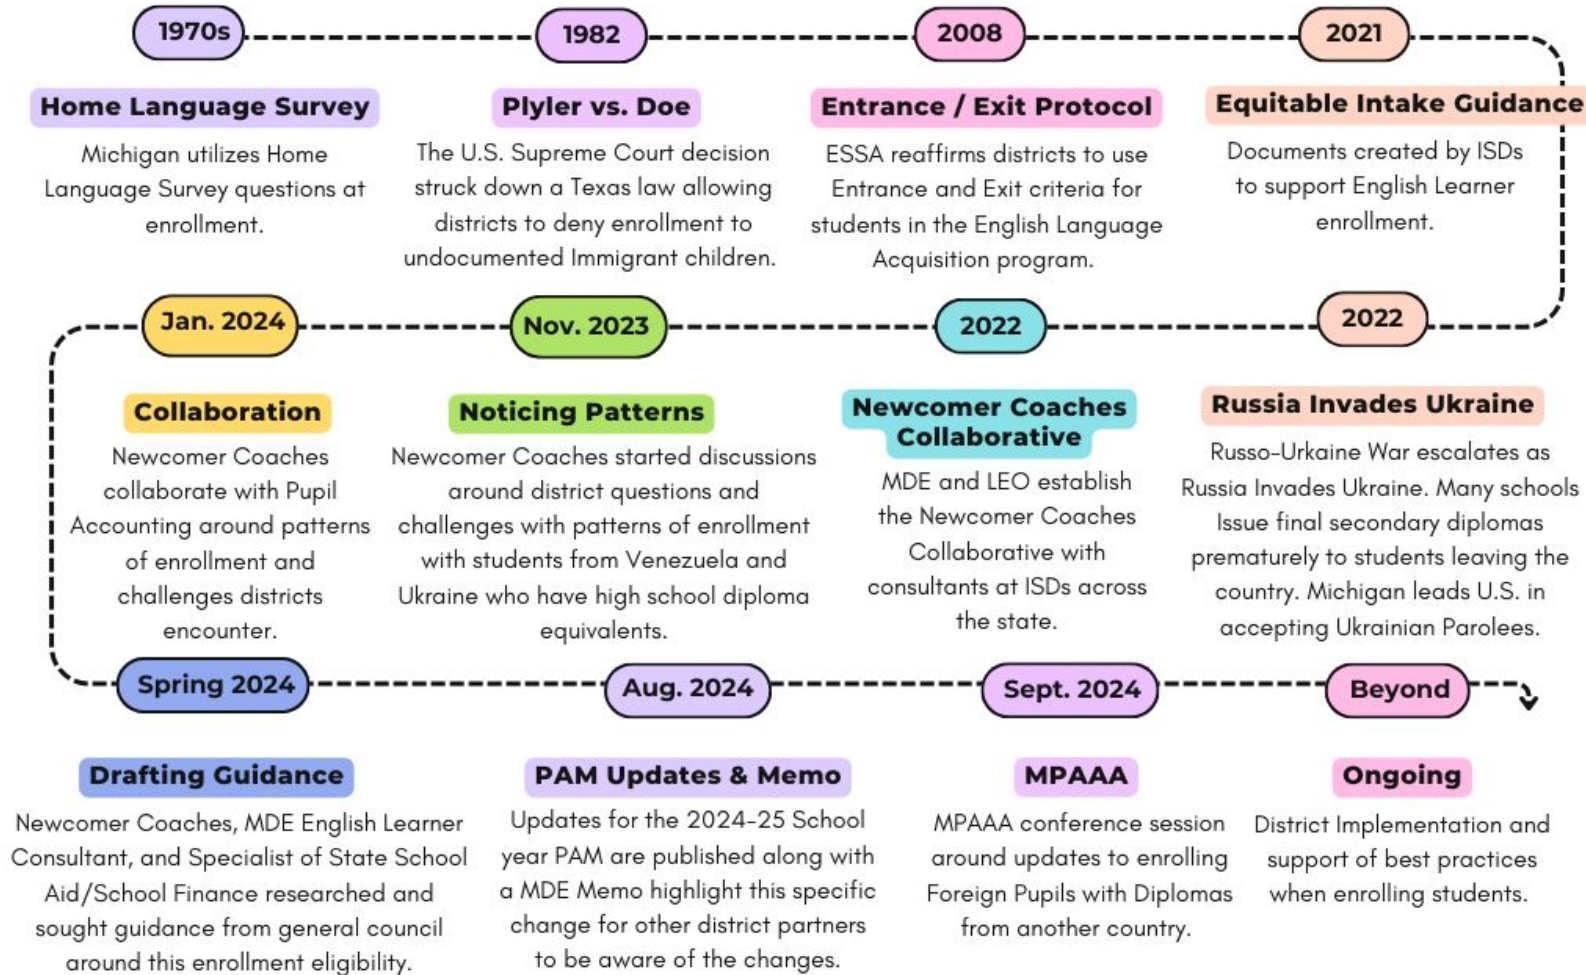 1970s
Home Language Survey
Michigan utilizes Home
Language Survey questions at
enrollment.
1982
Plyler vs. Doe
The U.S. Supreme Court decision
struck down a Texas law allowing
districts to deny enrollment to
undocumented Immigrant children.
2008
Entrance / Exit Protocol
ESSA reaffirms districts to use
Entrance and Exit criteria for
students in the English Language
Acquisition program.
2021
Equitable Intake Guidance
Documents created by ISDs
to support English Learner
enrollment.
2022
Russia Invades Ukraine
Russo-Urkaine War escalates as
Russia Invades Ukraine. Many schools
Issue final secondary diplomas
prematurely to students leaving the
country. Michigan leads U.S. in
accepting Ukrainian Parolees.
2022
Newcomer Coaches
Collaborative
MDE and LEO establish
the Newcomer Coaches
Collaborative with
consultants at ISDs across
the state.
Nov. 2023
Noticing Patterns
Newcomer Coaches started discussions
around district questions and
challenges with patterns of enrollment
with students from Venezuela and
Ukraine who have high school diploma
equivalents.
Jan. 2024
Collaboration
Newcomer Coaches
collaborate with Pupil
Accounting around patterns
of enrollment and
challenges districts
encounter.
Spring 2024
Drafting Guidance
Newcomer Coaches, MDE English Learner
Consultant, and Specialist of State School
Aid/School Finance researched and
sought guidance from general council
around this enrollment eligibility.
Aug. 2024
PAM Updates & Memo
Updates for the 2024-25 School
year PAM are published along with
a MDE Memo highlight this specific
change for other district partners
to be aware of the changes.
Sept. 2024
MPAAA
MPAAA conference session
around updates to enrolling
Foreign Pupils with Diplomas
from another country.
Beyond
Ongoing
District Implementation and
support of best practices
when enrolling students.